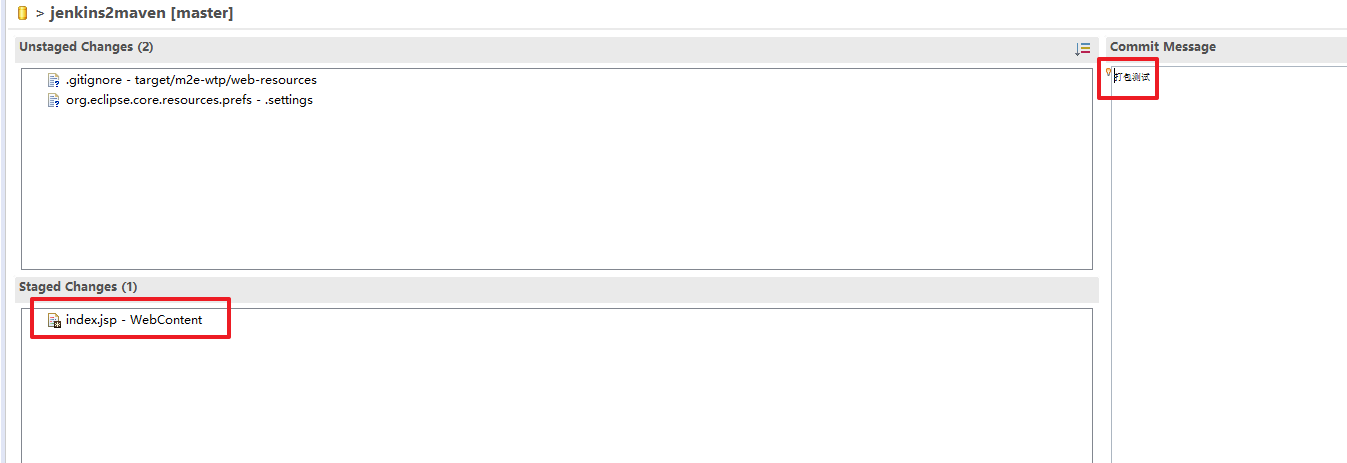 > jenkins2maven [master]
Unstaged Changes (2)
.gitignore - target/m2e-wtp/web-resources
org.eclipse.core.resources.prefs - .settings
Staged Changes (1)
index.jsp - WebContent
Commit Message
打包测试